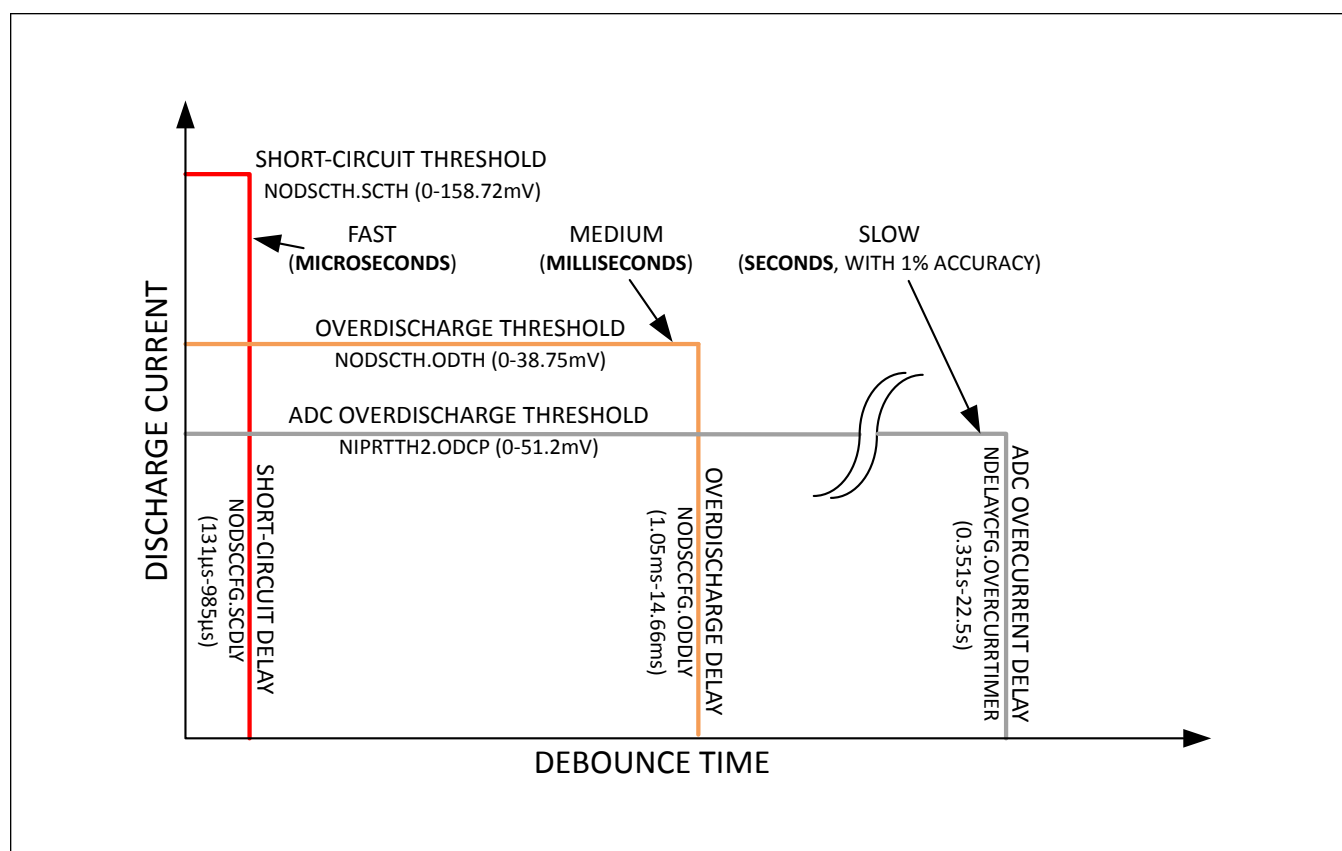 SHORT-CIRCUIT THRESHOLD
NODSCTH.SCTH (0-158.72mV)
FAST
(MICROSECONDS)
MEDIUM
(MILLISECONDS)
SLOW
(SECONDS, WITH 1% ACCURACY)
OVERDISCHARGE THRESHOLD
NODSCTH.ODTH (0-38.75mV)
ADC OVERDISCHARGE THRESHOLD
NIPRTTH2.ODCP (0-51.2mV)
DISCHARGE CURRENT
SHORT-CIRCUIT DELAY
NODSCCFG.SCDLY
(131μs-985μs)
OVERDISCHARGE DELAY
NODSCCFG.ODDLY
(1.05ms-14.66ms)
ADC OVERCURRENT DELAY
NDELAYCFG.OVERCURRTIMER
(0.351s-22.5s)
DEBOUNCE TIME